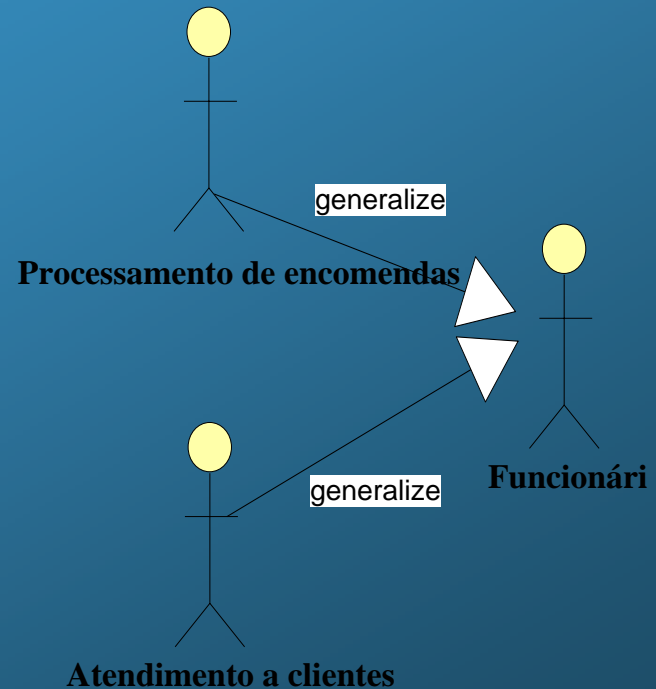 generalize
Processamento de encomendas
Funcionári
generalize
Atendimento a clientes